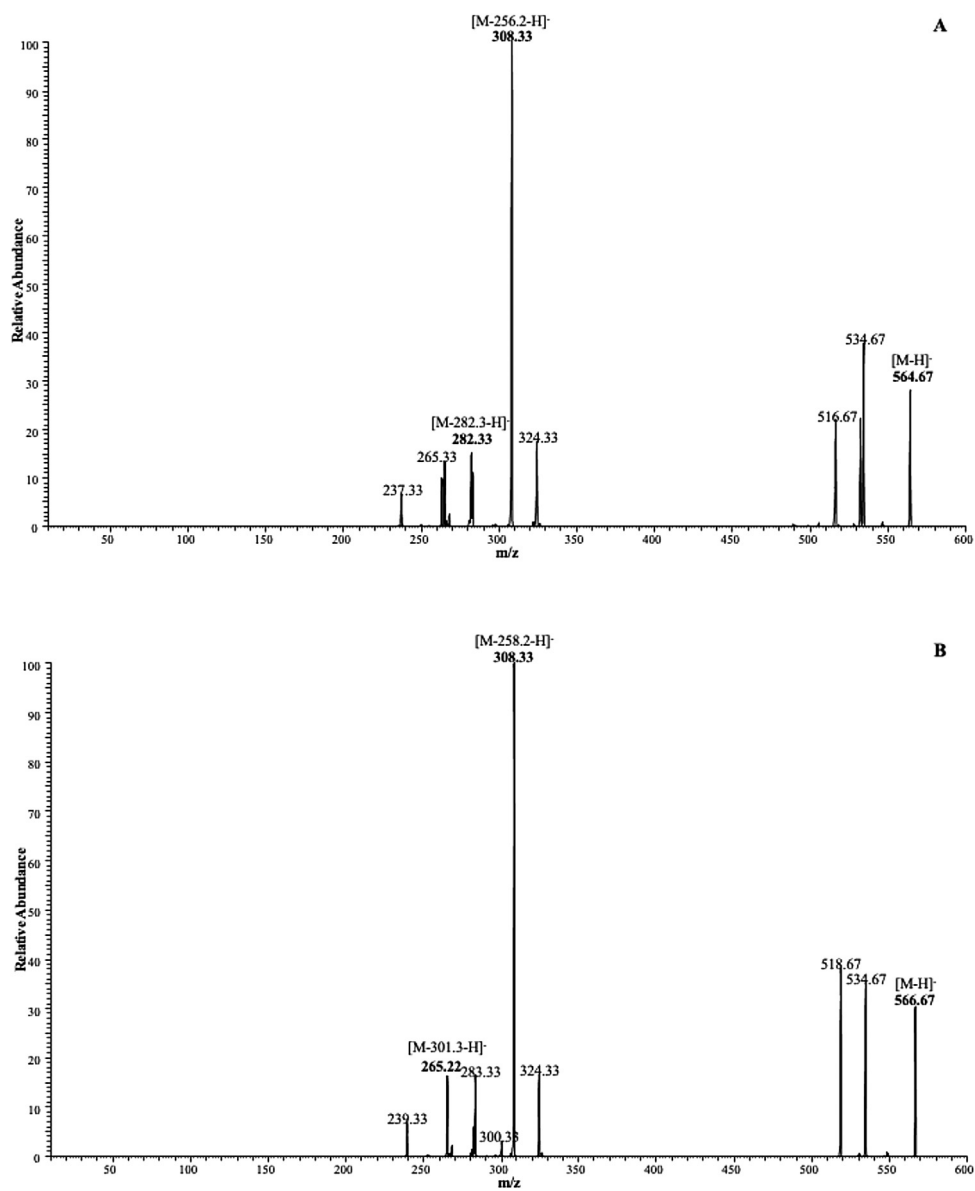 A
[M-256.2-H]-
308.33
100
90
80
70
60
50
40
30
20
10
0
Relative Abundance
534.67
[M-H]-
564.67
516.67
[M-282.3-H]-
282.33
324.33
265.33
237.33
50 100 150 200 250 300 350 400 450 500 550 600
m/z
B
[M-258.2-H]-
308.33
100
90
80
70
60
50
40
30
20
10
0
Relative Abundance
518.67
534.67
[M-H]-
566.67
[M-301.3-H]-
265.22
283.33
324.33
239.33
300.33
50 100 150 200 250 300 350 400 450 500 550 600
m/z